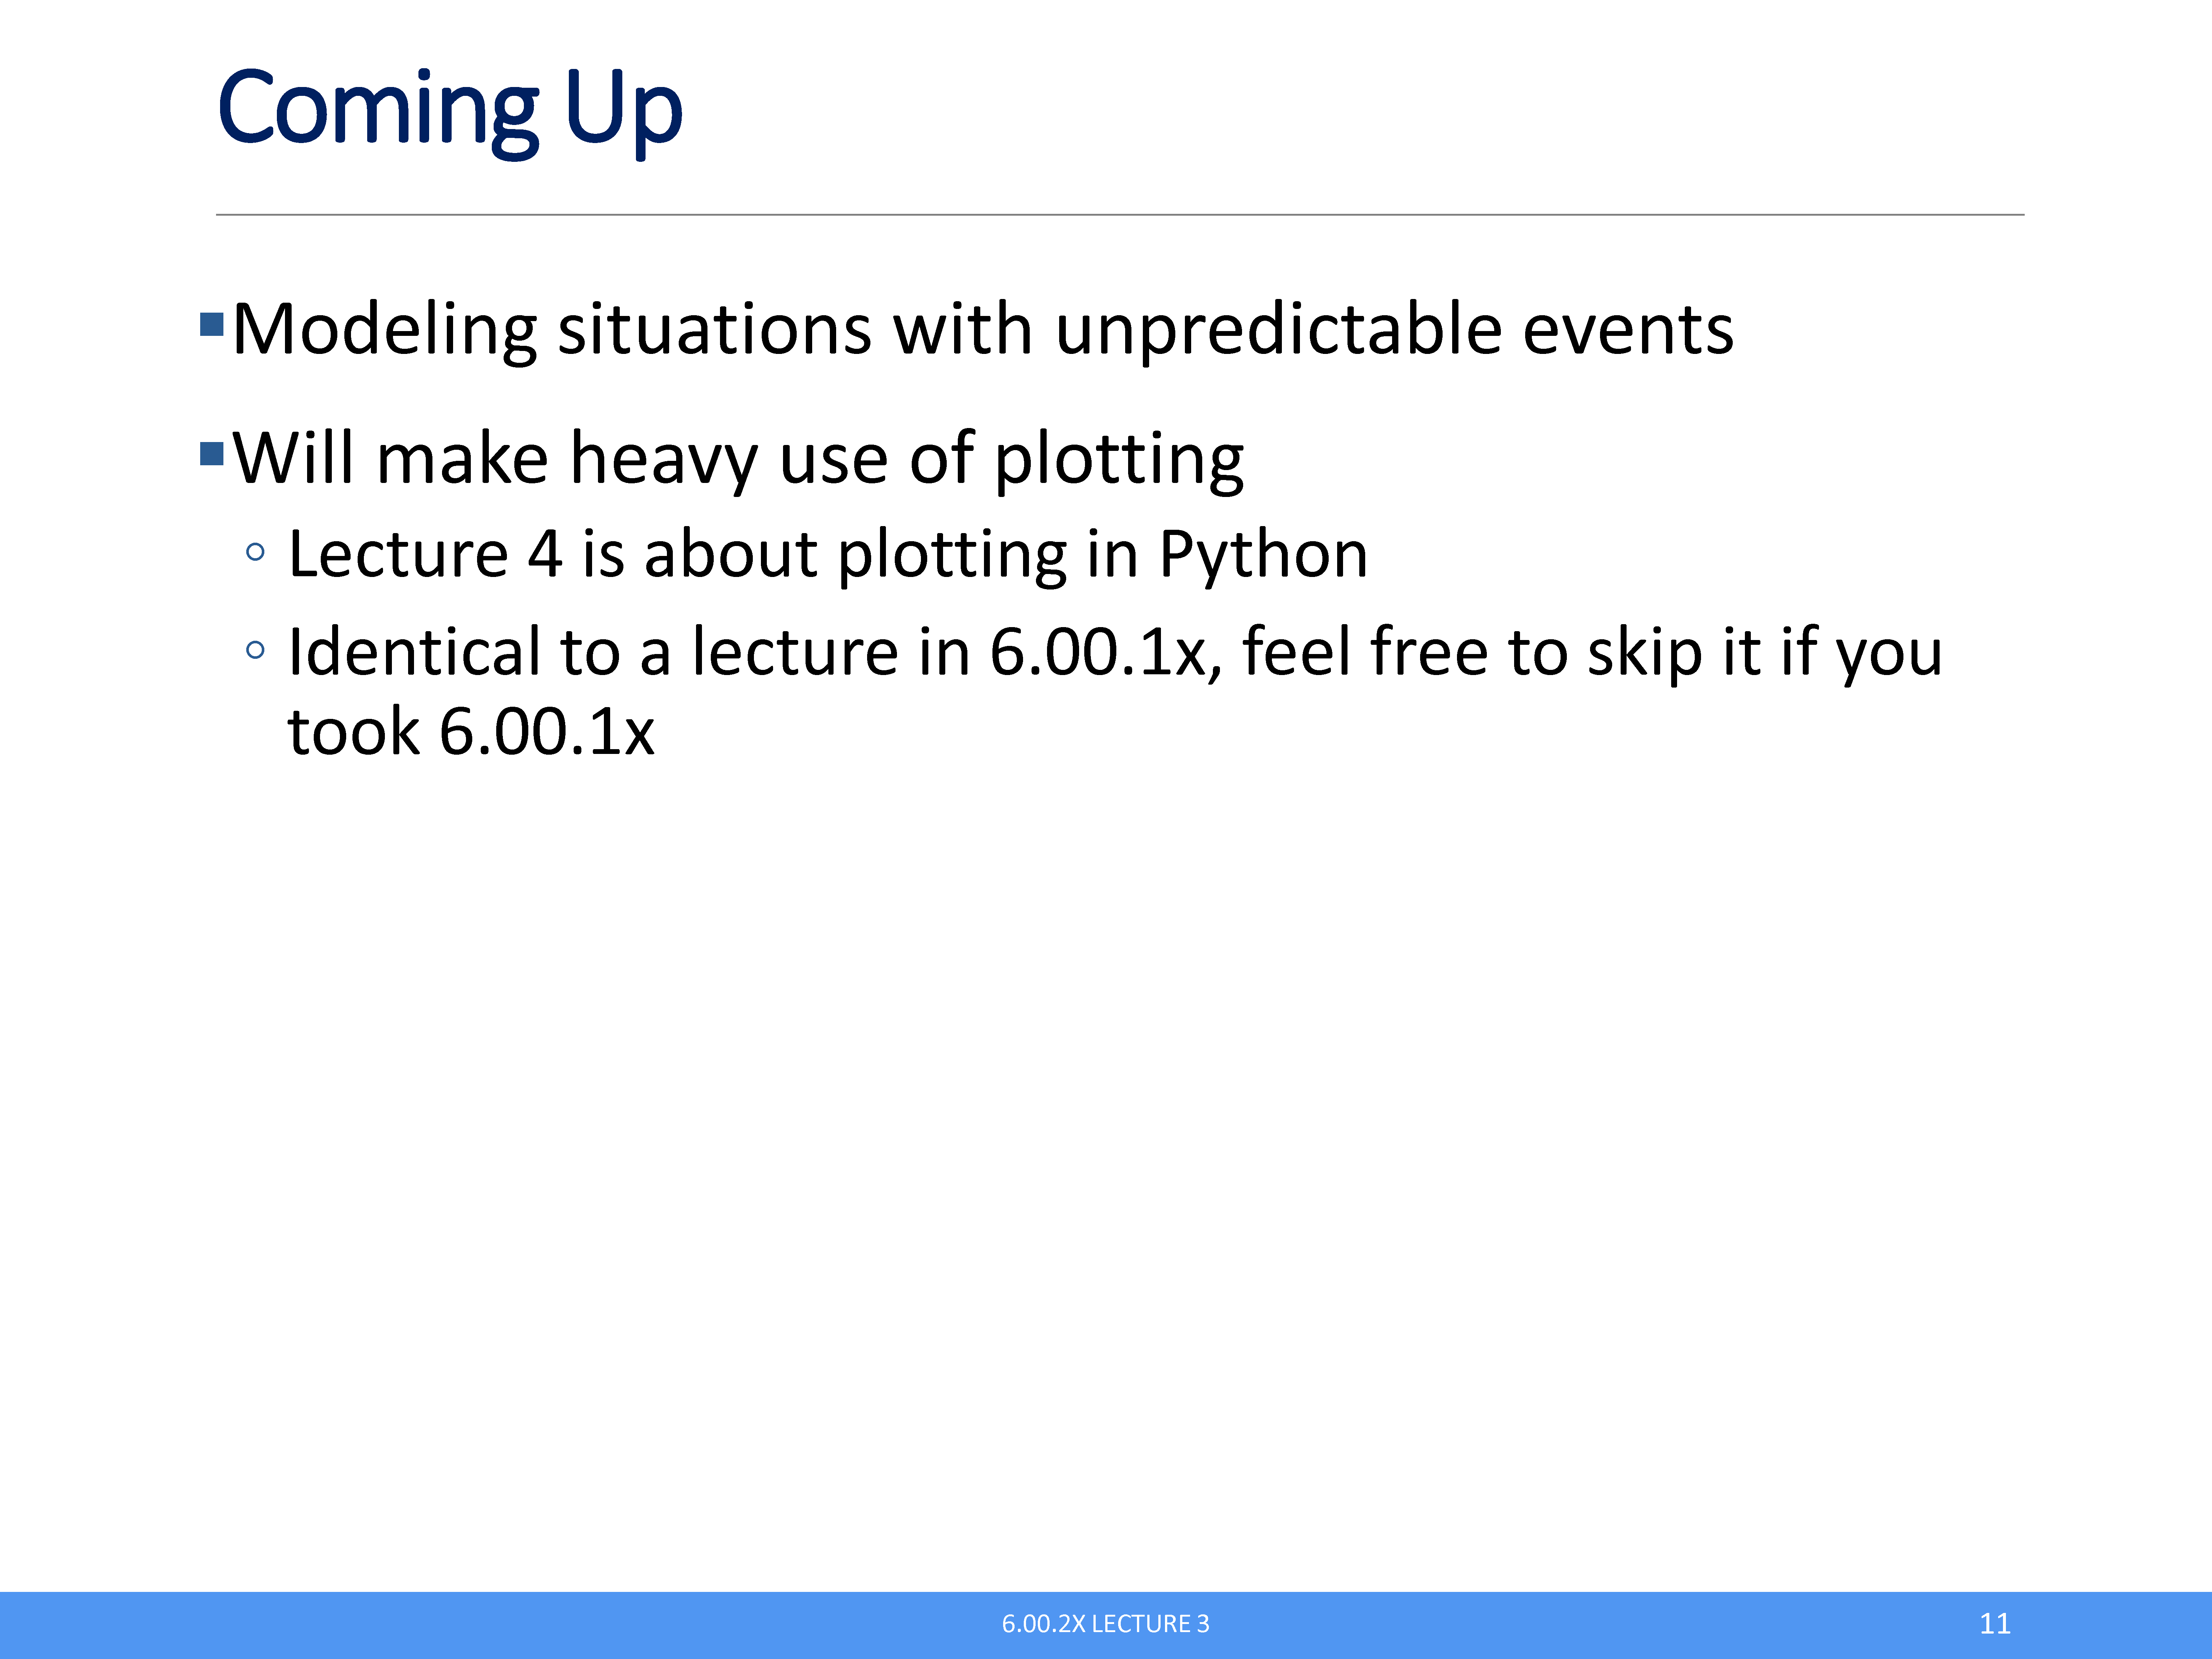 Coming Up
▪Modeling situations with unpredictable events
▪Will make heavy use of plotting
◦ Lecture 4 is about plotting in Python
◦ Identical to a lecture in 6.00.1x, feel free to skip it if you
took 6.00.1x
6.00.2X LECTURE 3
11